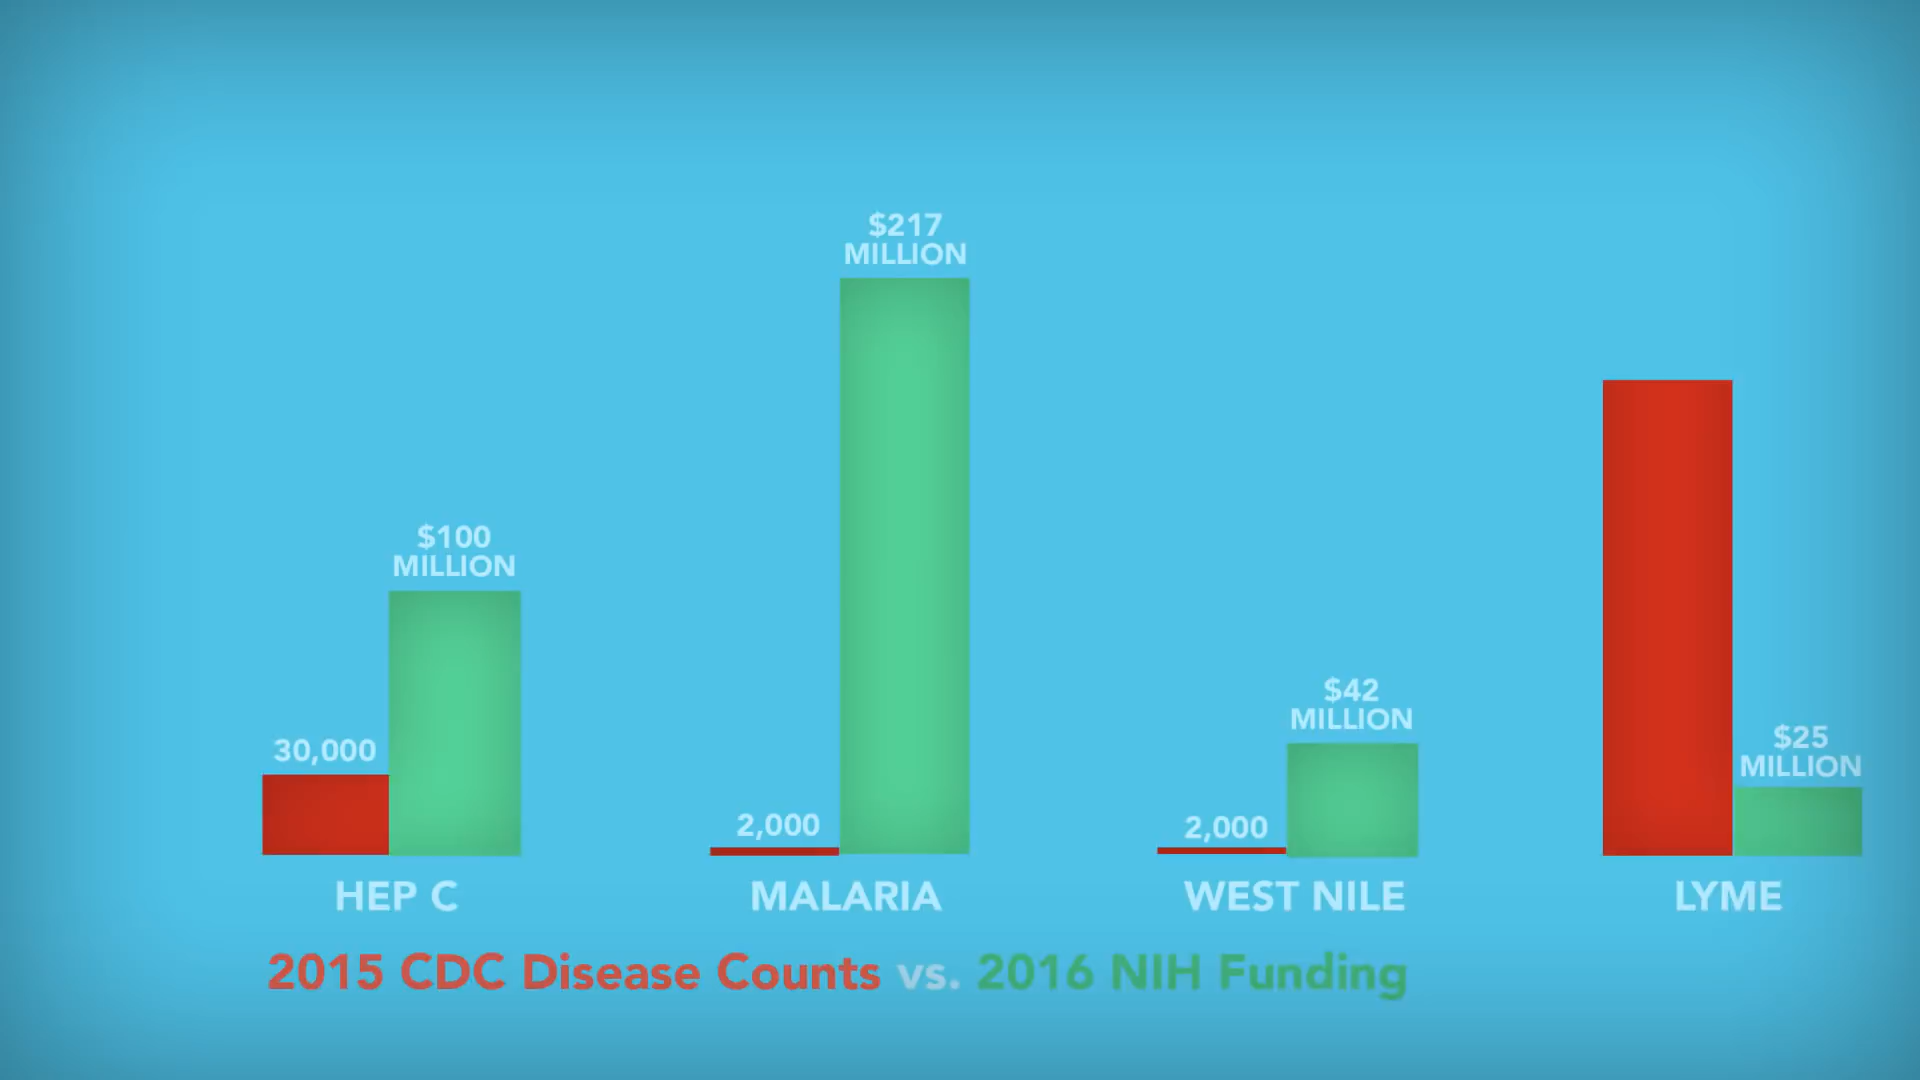 $217
MILLION
$100
MILLION
$42
MILLION
$25
MILLION
30,000
2,000
2,000
HEP C
MALARIA
WEST NILE
LYME
2015 CDC Disease Counts vs. 2016 NIH Funding